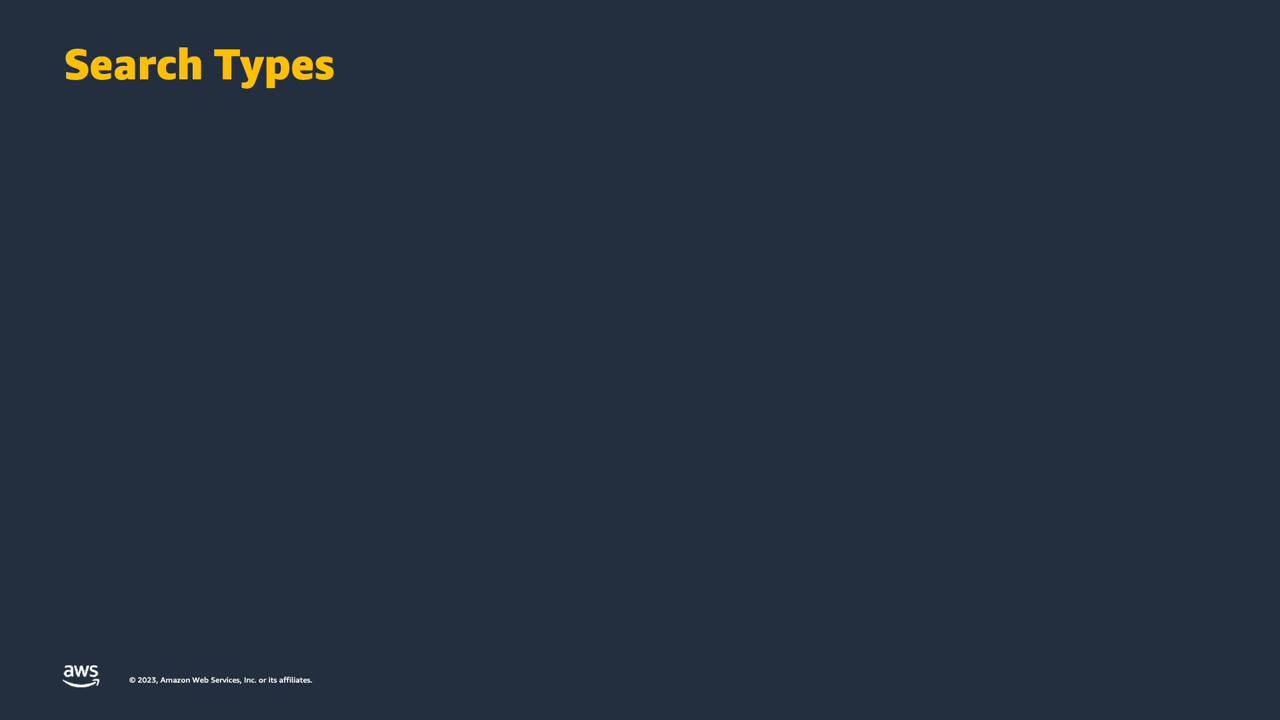 Search Types
aws
© 2023, Amazon Web Services, Inc. or its affiliates.